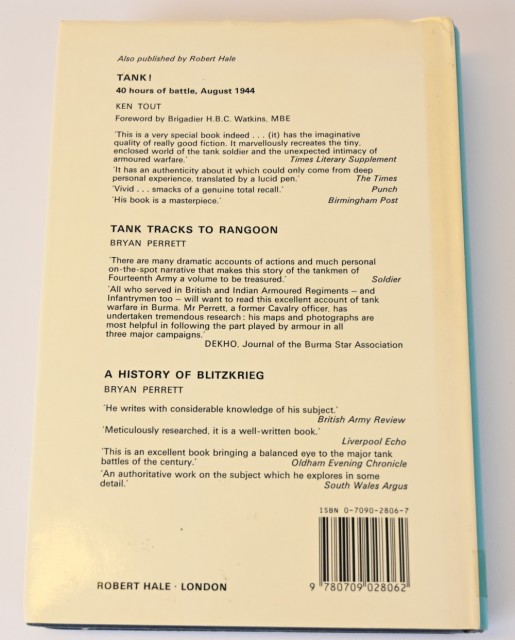 Also published by Robert Hale
TANK!
40 hours of battle, August 1944
KEN TOUT
Foreword by Brigadier H.B.C. Watkins, MBE
'This is a very special book indeed . . . (it) has the imaginative
quality of really good fiction. It marvellously recreates the tiny,
enclosed world of the tank soldier and the unexpected intimacy of
armoured warfare.' Times Literary Supplement
'It has an authenticity about it which could only come from deep
personal experience, translated by a lucid pen.' The Times
'Vivid . . . smacks of a genuine total recall.' Punch
'His book is a masterpiece.' Birmingham Post
TANK TRACKS TO RANGOON
BRYAN PERRETT
'There are many dramatic accounts of actions and much personal
on-the-spot narrative that makes this story of the tankmen of
Fourteenth Army a volume to be treasured.' Soldier
'All who served in British and Indian Armoured Regiments – and
Infantrymen too – will want to read this excellent account of tank
warfare in Burma. Mr Perrett, a former Cavalry officer, has
undertaken tremendous research: his maps and photographs are
most helpful in following the part played by armour in all
three major campaigns.'
DEKHO, Journal of the Burma Star Association
A HISTORY OF BLITZKRIEG
BRYAN PERRETT
'He writes with considerable knowledge of his subject.'
British Army Review
'Meticulously researched, it is a well-written book.'
Liverpool Echo
'This is an excellent book bringing a balanced eye to the major tank
battles of the century.' Oldham Evening Chronicle
'An authoritative work on the subject which he explores in some
detail.' South Wales Argus
ISBN 0-7090-2806-7
9 780709 028062
ROBERT HALE · LONDON